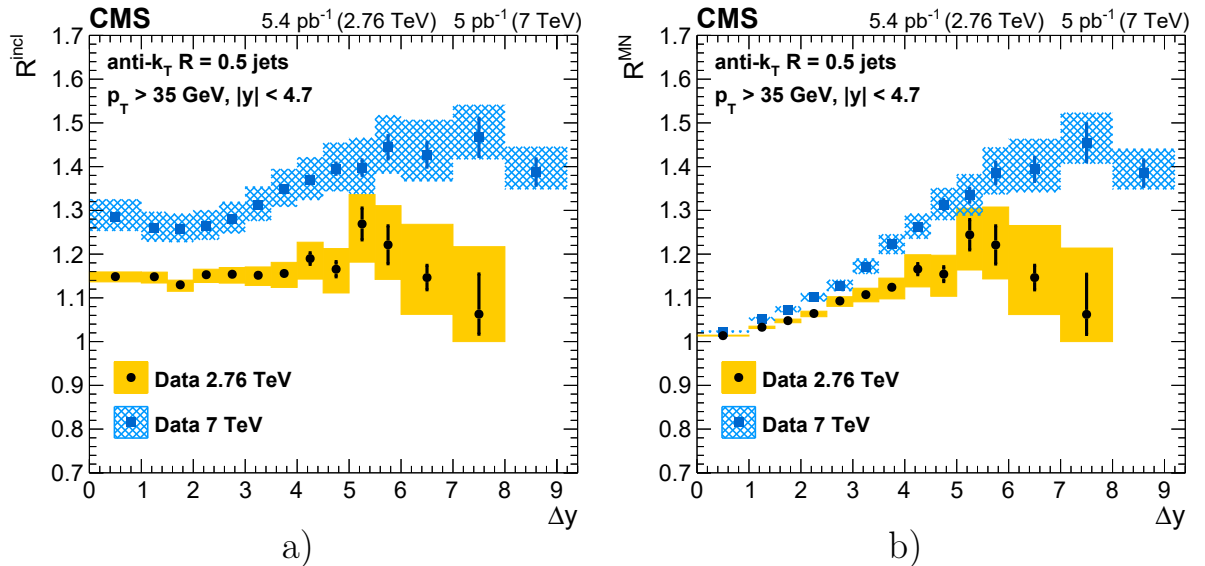 CMS 5.4 pb⁻¹ (2.76 TeV) 5 pb⁻¹ (7 TeV)
R^incl
1.7
1.6
1.5
1.4
1.3
1.2
1.1
1
0.9
0.8
0.7
anti-k_T R = 0.5 jets
p_T > 35 GeV, |y| < 4.7
Data 2.76 TeV
Data 7 TeV
0 1 2 3 4 5 6 7 8 9
Δy
a)
CMS 5.4 pb⁻¹ (2.76 TeV) 5 pb⁻¹ (7 TeV)
R^MN
1.7
1.6
1.5
1.4
1.3
1.2
1.1
1
0.9
0.8
0.7
anti-k_T R = 0.5 jets
p_T > 35 GeV, |y| < 4.7
Data 2.76 TeV
Data 7 TeV
0 1 2 3 4 5 6 7 8 9
Δy
b)